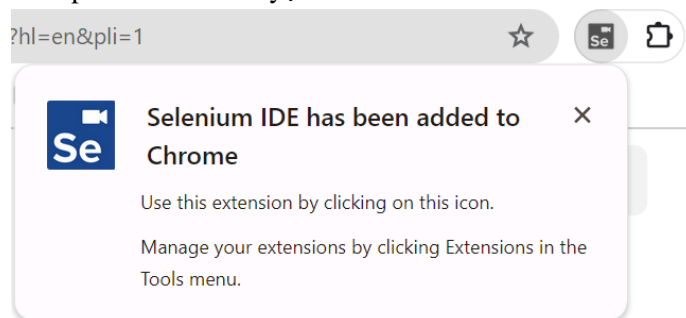 ?hl=en&pli=1
Se
Se
Selenium IDE has been added to
Chrome
Use this extension by clicking on this icon.
Manage your extensions by clicking Extensions in the
Tools menu.